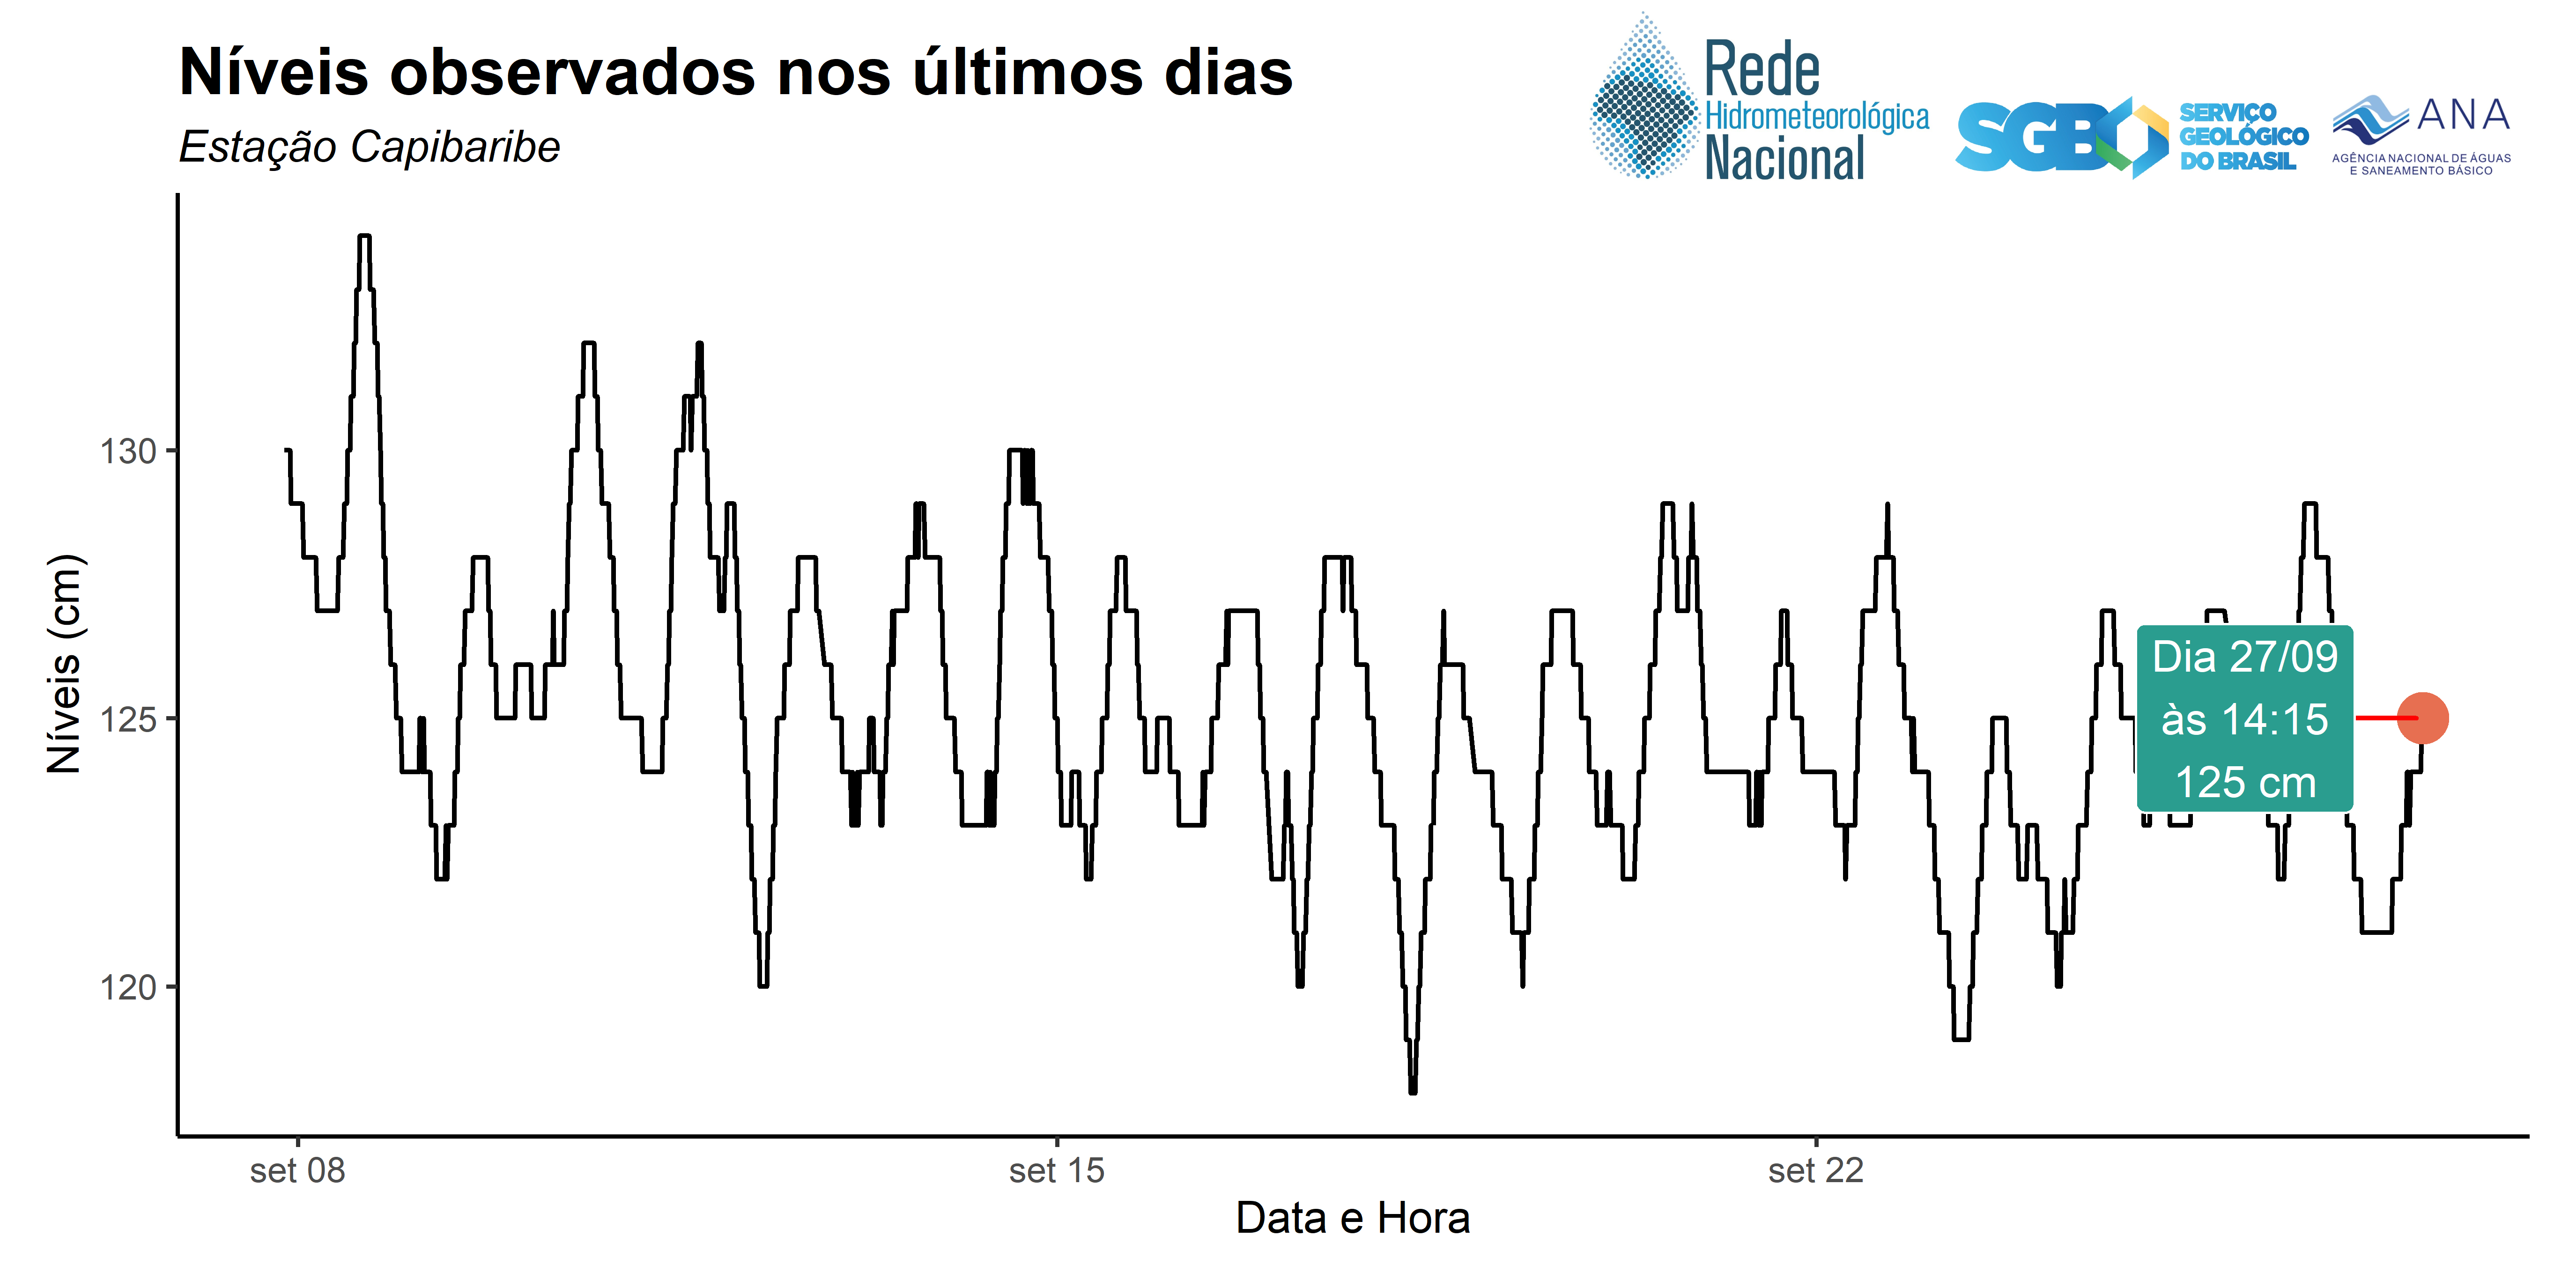 Níveis observados nos últimos dias
Estação Capibaribe
Rede
Hidrometeorológica
Nacional
SGB
SERVIÇO
GEOLÓGICO
DO BRASIL
ANA
AGÊNCIA NACIONAL DE ÁGUAS
E SANEAMENTO BÁSICO
Níveis (cm)
130
125
120
Dia 27/09
às 14:15
125 cm
set 08
set 15
set 22
Data e Hora